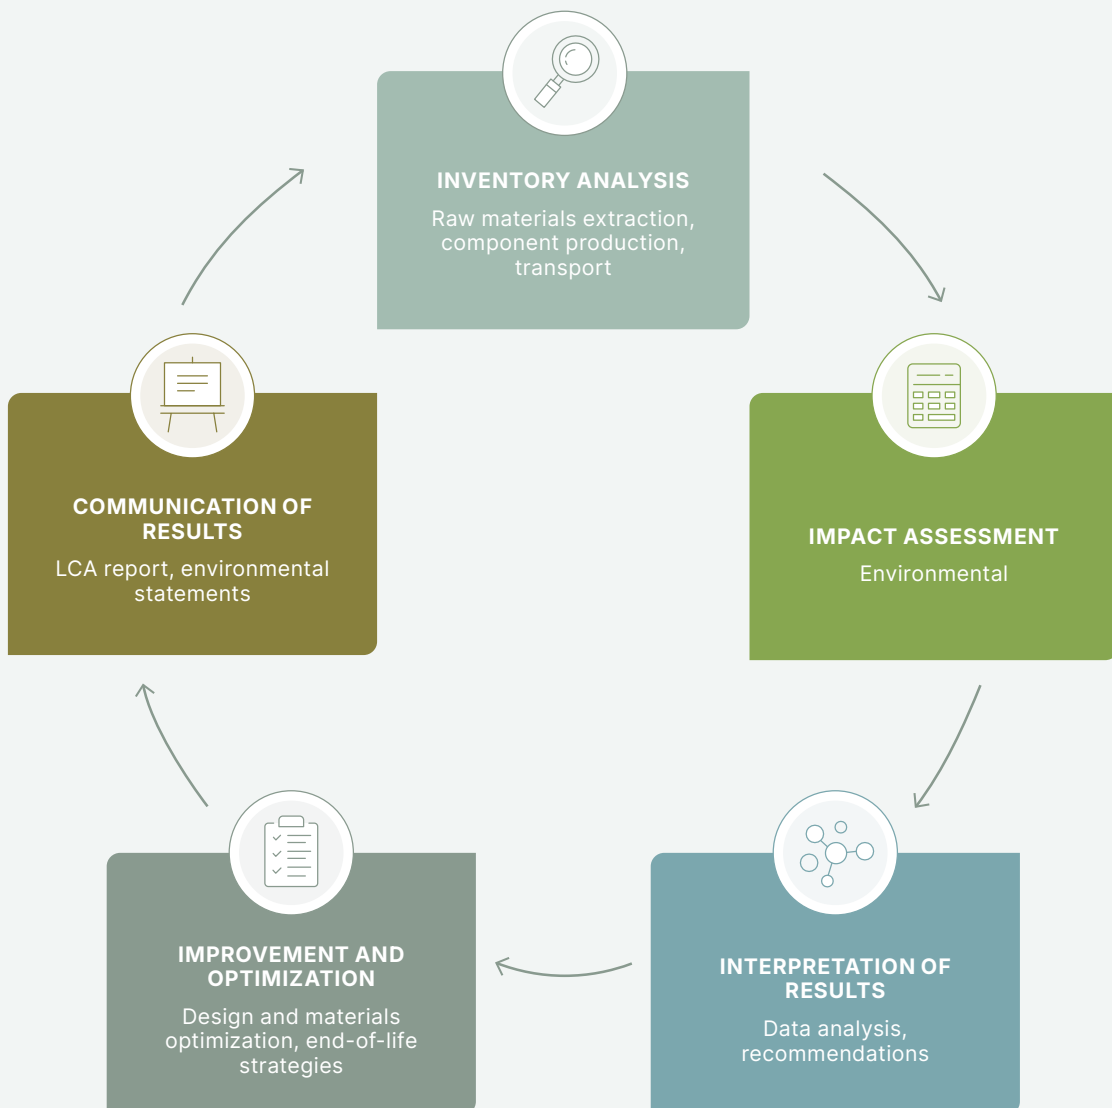 INVENTORY ANALYSIS
Raw materials extraction,
component production,
transport
COMMUNICATION OF
RESULTS
LCA report, environmental
statements
IMPACT ASSESSMENT
Environmental
IMPROVEMENT AND
OPTIMIZATION
Design and materials
optimization, end-of-life
strategies
INTERPRETATION OF
RESULTS
Data analysis,
recommendations